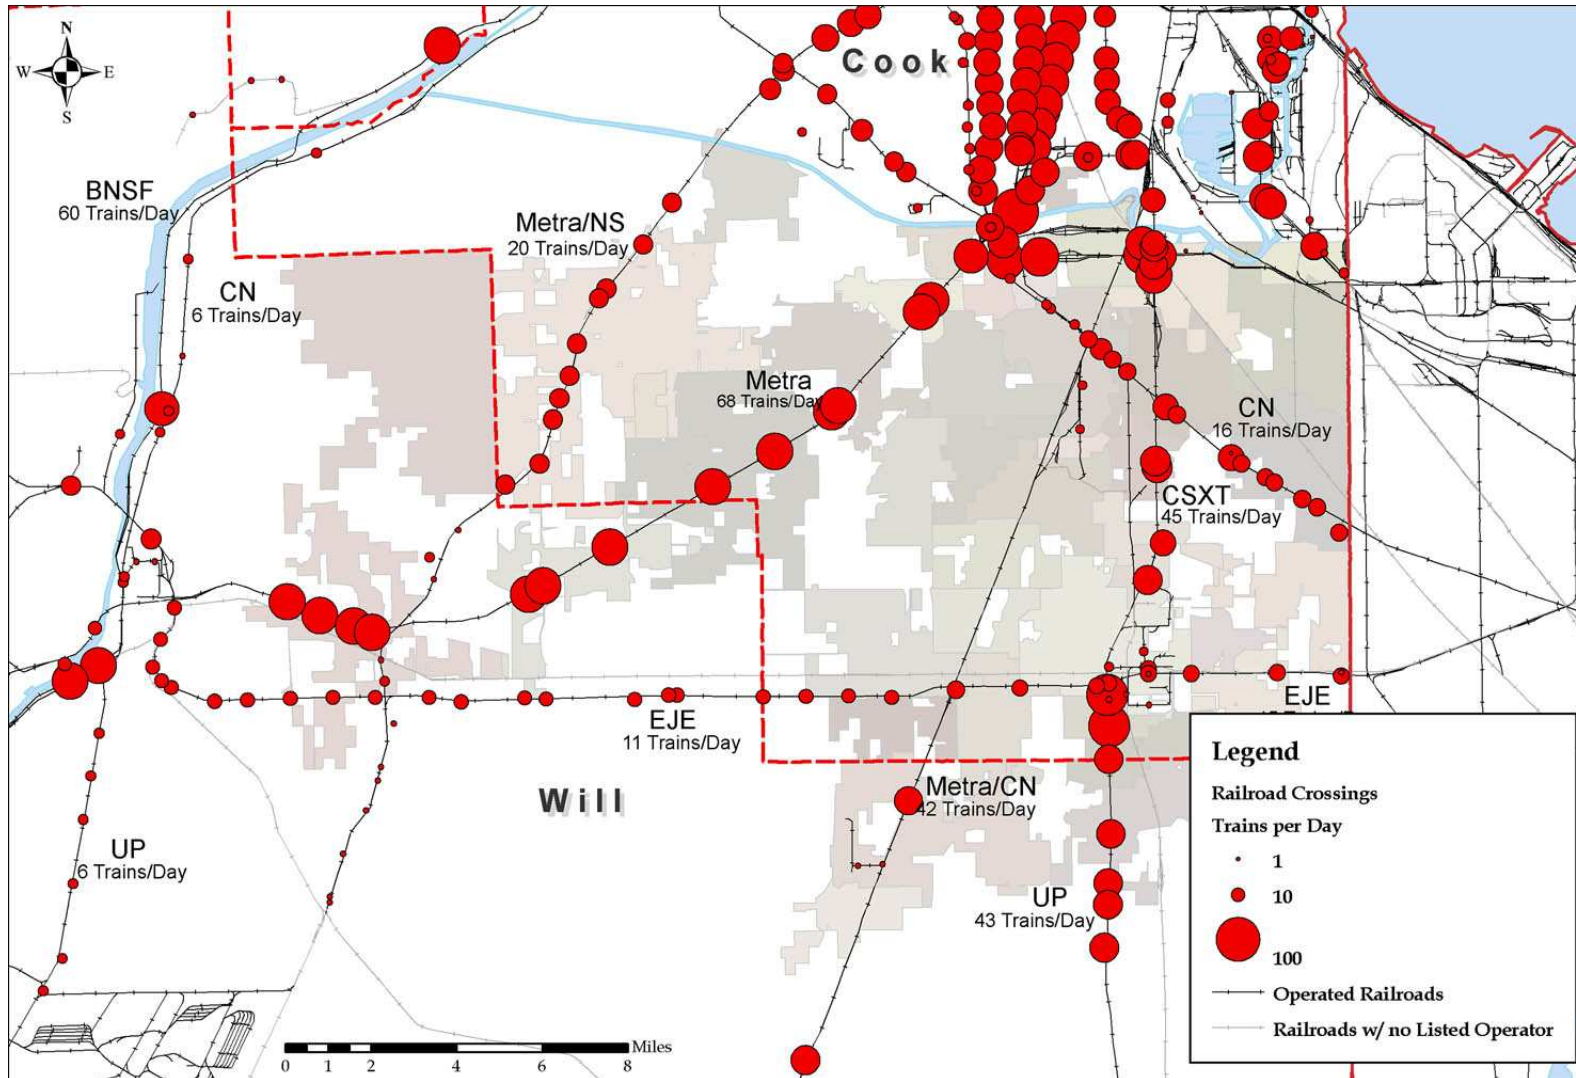 N
W E
S
Cook
BNSF
60 Trains/Day
Metra/NS
20 Trains/Day
CN
6 Trains/Day
Metra
68 Trains/Day
CN
16 Trains/Day
CSXT
45 Trains/Day
EJE
11 Trains/Day
EJE
Will
Metra/CN
42 Trains/Day
UP
6 Trains/Day
UP
43 Trains/Day
Legend
Railroad Crossings
Trains per Day
1
10
100
Operated Railroads
Railroads w/ no Listed Operator
Miles
0 1 2 4 6 8